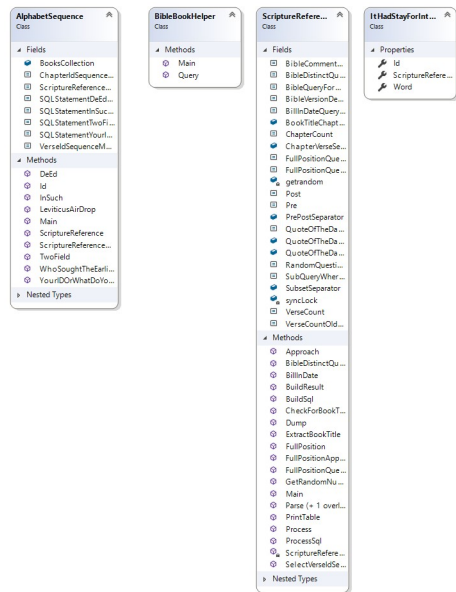 AlphabetSequence
Class
Fields
BooksCollection
ChapterIdSequence...
ScriptureReference...
SQLStatementDeEd...
SQLStatementInSuc...
SQLStatementTwoFi...
SQLStatementYourI...
VerseIdSequenceM...
Methods
DeEd
Id
InSuch
LeviticusAirDrop
Main
ScriptureReference
ScriptureReference...
TwoField
WhoSoughtTheEarli...
YourIDOrWhatDoYo...
Nested Types
BibleBookHelper
Class
Methods
Main
Query
ScriptureRefere...
Class
Fields
BibleComment...
BibleDistinctQu...
BibleQueryFor...
BibleVersionDe...
BillInDateQuery...
BookTitleChapt...
ChapterCount
ChapterVerseSe...
FullPositionQue...
FullPositionQue...
getrandom
Post
Pre
PrePostSeparator
QuoteOfTheDa...
QuoteOfTheDa...
QuoteOfTheDa...
RandomQuesti...
SubQueryWher...
SubsetSeparator
syncLock
VerseCount
VerseCountOld...
Methods
Approach
BibleDistinctQu...
BillInDate
BuildResult
BuildSql
CheckForBookT...
Dump
ExtractBookTitle
FullPosition
FullPositionApp...
FullPositionQue...
GetRandomNu...
Main
Parse (+ 1 overl...
PrintTable
Process
ProcessSql
ScriptureRefere...
SelectVerseIdSe...
Nested Types
ItHadStayForInt...
Class
Properties
Id
ScriptureRefere...
Word